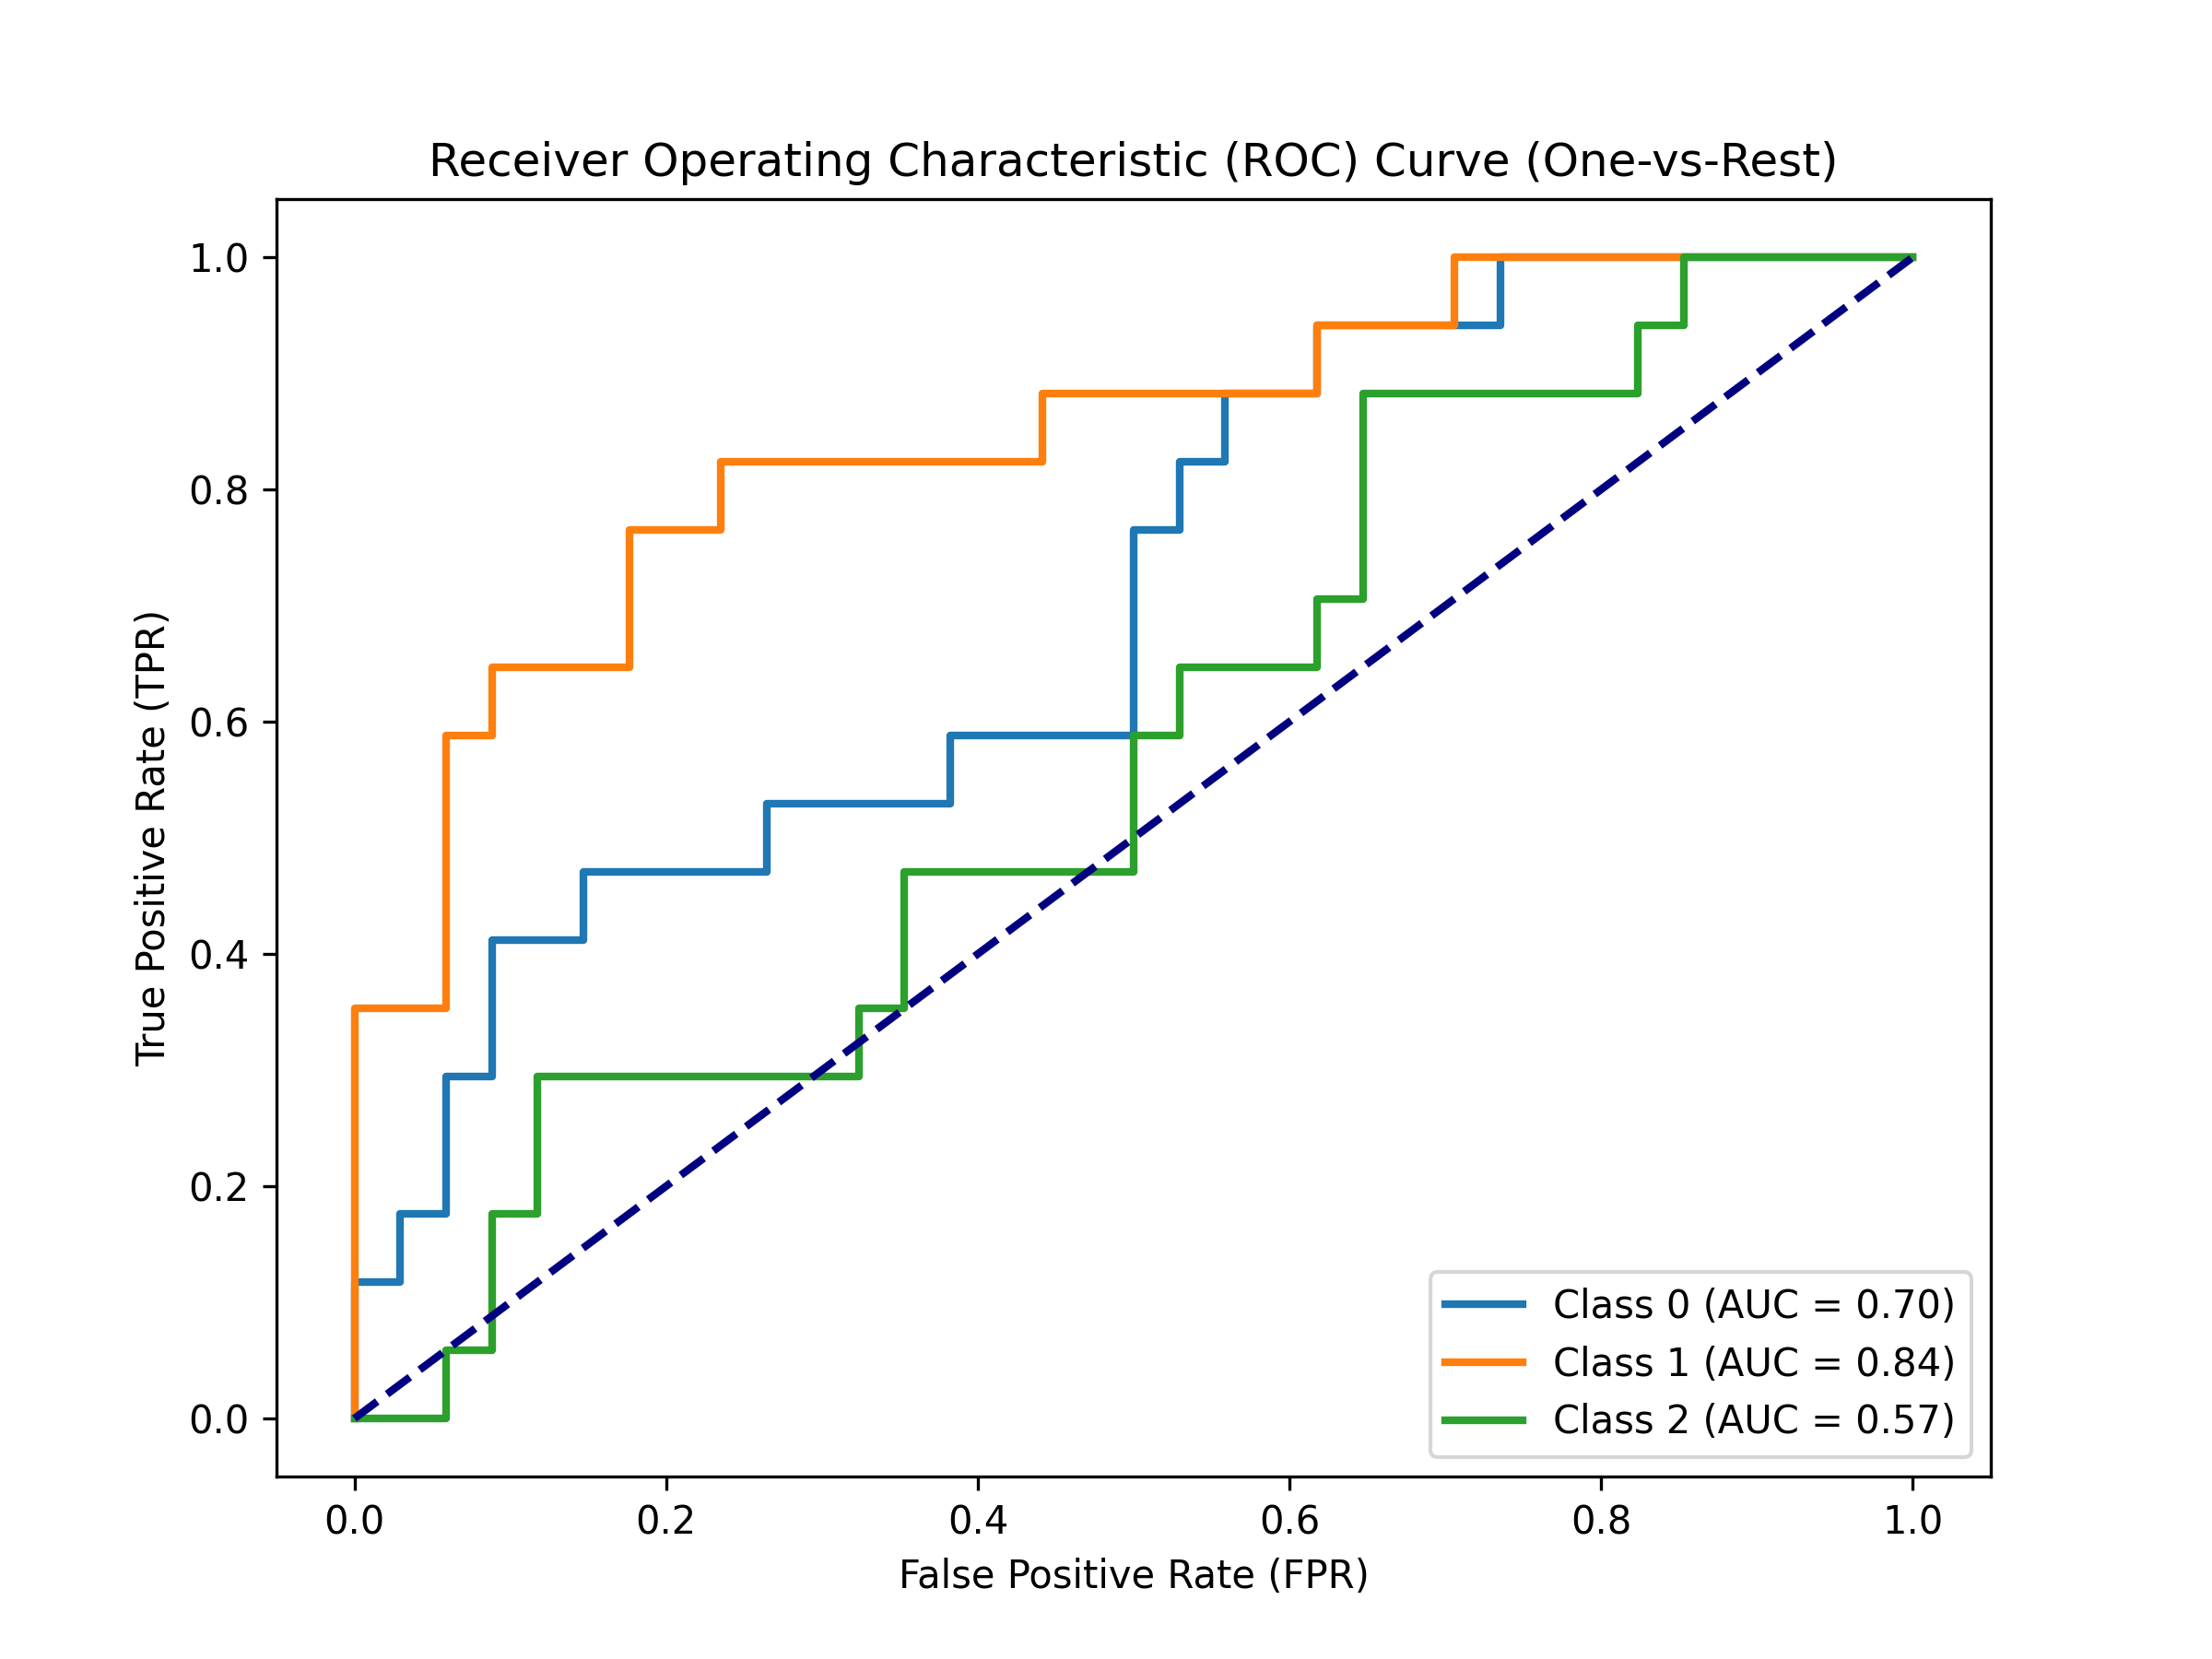 Receiver Operating Characteristic (ROC) Curve (One-vs-Rest)
True Positive Rate (TPR)
1.0
0.8
0.6
0.4
0.2
0.0
Class 0 (AUC = 0.70)
Class 1 (AUC = 0.84)
Class 2 (AUC = 0.57)
0.0 0.2 0.4 0.6 0.8 1.0
False Positive Rate (FPR)